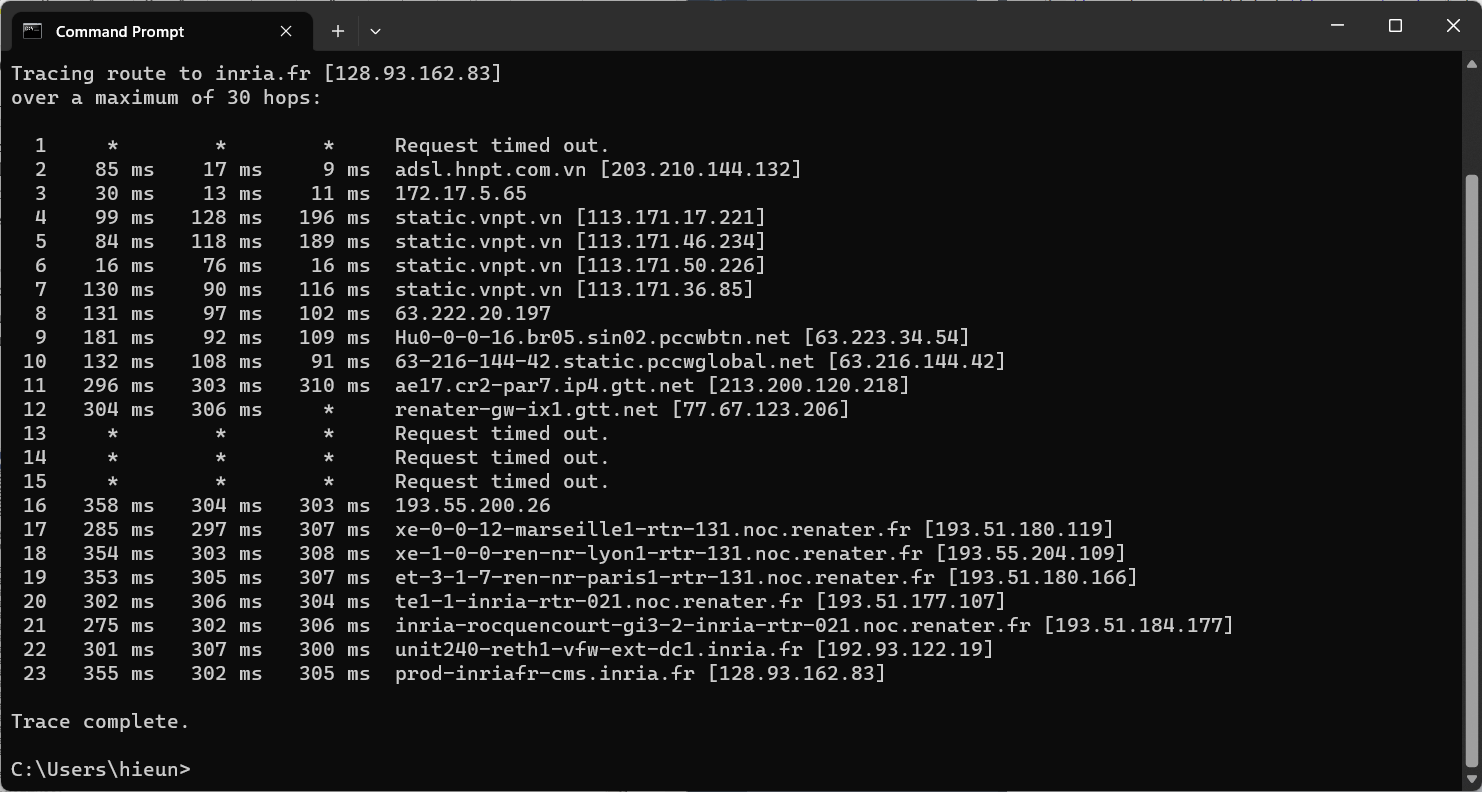 Command Prompt
Tracing route to inria.fr [128.93.162.83]
over a maximum of 30 hops:
1 * * * Request timed out.
2 85 ms 17 ms 9 ms adsl.hnpt.com.vn [203.210.144.132]
3 30 ms 13 ms 11 ms 172.17.5.65
4 99 ms 128 ms 196 ms static.vnpt.vn [113.171.17.221]
5 84 ms 118 ms 189 ms static.vnpt.vn [113.171.46.234]
6 16 ms 76 ms 16 ms static.vnpt.vn [113.171.50.226]
7 130 ms 90 ms 116 ms static.vnpt.vn [113.171.36.85]
8 131 ms 97 ms 102 ms 63.222.20.197
9 181 ms 92 ms 109 ms Hu0-0-0-16.br05.sin02.pccwbtn.net [63.223.34.54]
10 132 ms 108 ms 91 ms 63-216-144-42.static.pccwglobal.net [63.216.144.42]
11 296 ms 303 ms 310 ms ae17.cr2-par7.ip4.gtt.net [213.200.120.218]
12 304 ms 306 ms * renater-gw-ix1.gtt.net [77.67.123.206]
13 * * * Request timed out.
14 * * * Request timed out.
15 * * * Request timed out.
16 358 ms 304 ms 303 ms 193.55.200.26
17 285 ms 297 ms 307 ms xe-0-0-12-marseille1-rtr-131.noc.renater.fr [193.51.180.119]
18 354 ms 303 ms 308 ms xe-1-0-0-ren-nr-lyon1-rtr-131.noc.renater.fr [193.55.204.109]
19 353 ms 305 ms 307 ms et-3-1-7-ren-nr-paris1-rtr-131.noc.renater.fr [193.51.180.166]
20 302 ms 306 ms 304 ms te1-1-inria-rtr-021.noc.renater.fr [193.51.177.107]
21 275 ms 302 ms 306 ms inria-rocquencourt-gi3-2-inria-rtr-021.noc.renater.fr [193.51.184.177]
22 301 ms 307 ms 300 ms unit240-reth1-vfw-ext-dc1.inria.fr [192.93.122.19]
23 355 ms 302 ms 305 ms prod-inriafr-cms.inria.fr [128.93.162.83]
Trace complete.
C:\Users\hieun>